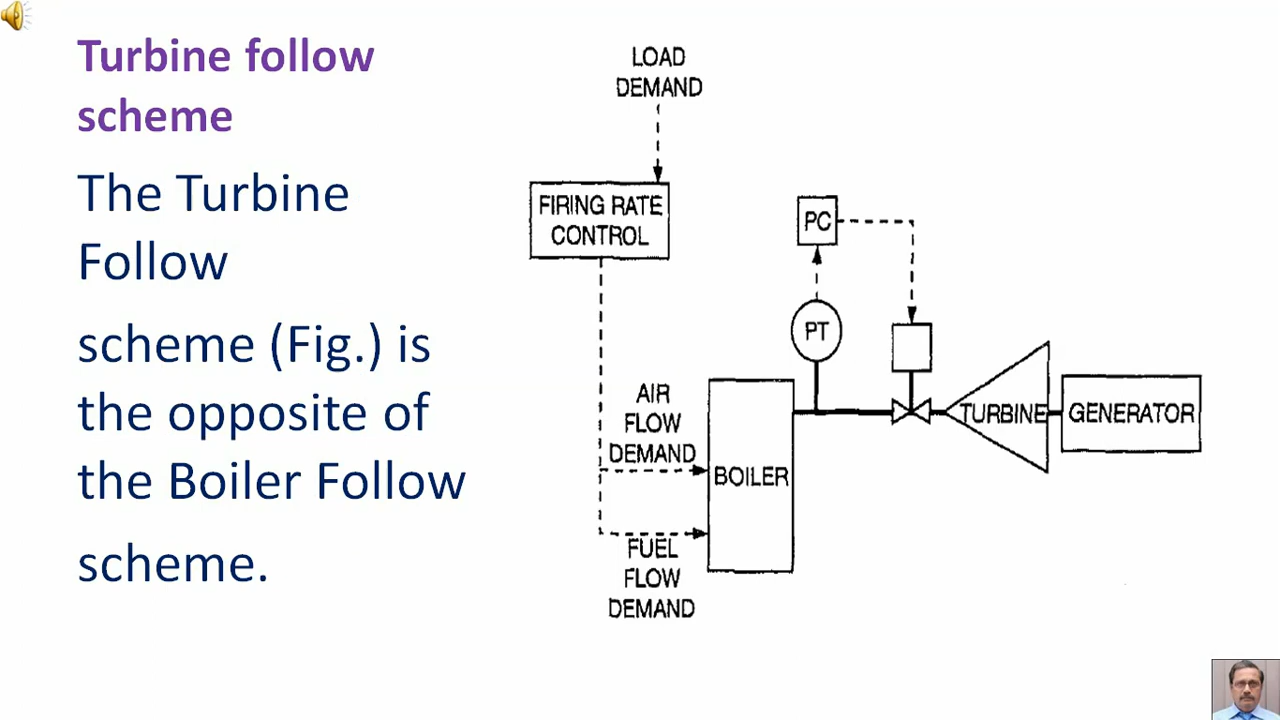 Turbine follow
scheme
The Turbine
Follow
scheme (Fig.) is
the opposite of
the Boiler Follow
scheme.
LOAD
DEMAND
FIRING RATE
CONTROL
PC
PT
AIR
FLOW
DEMAND
BOILER
TURBINE
GENERATOR
FUEL
FLOW
DEMAND